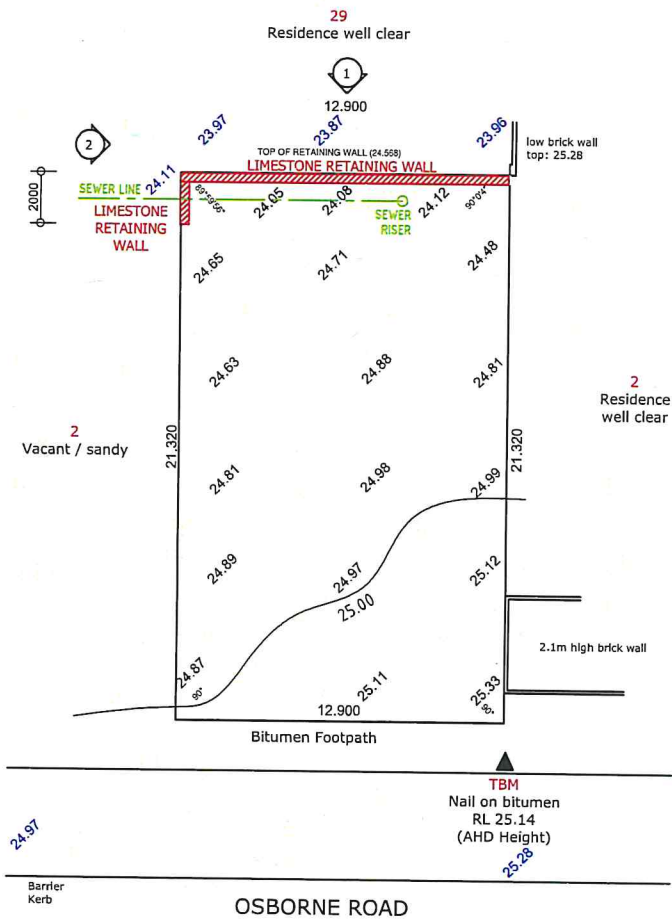 29
Residence well clear
1
12.900
2
23.97
23.87
23.96
low brick wall
top: 25.28
TOP OF RETAINING WALL (24.568)
LIMESTONE RETAINING WALL
24.11
2000
SEWER LINE
89°59'56"
24.05
24.08
24.12
90°0'4"
LIMESTONE
RETAINING
WALL
SEWER
RISER
24.65
24.71
24.48
24.63
24.88
24.81
2
Residence
well clear
2
Vacant / sandy
21.320
21.320
24.81
24.98
24.99
24.89
24.97
25.12
25.00
2.1m high brick wall
24.87
90°
25.11
25.33
90°
12.900
Bitumen Footpath
TBM
Nail on bitumen
RL 25.14
(AHD Height)
24.97
25.28
Barrier
Kerb
OSBORNE ROAD